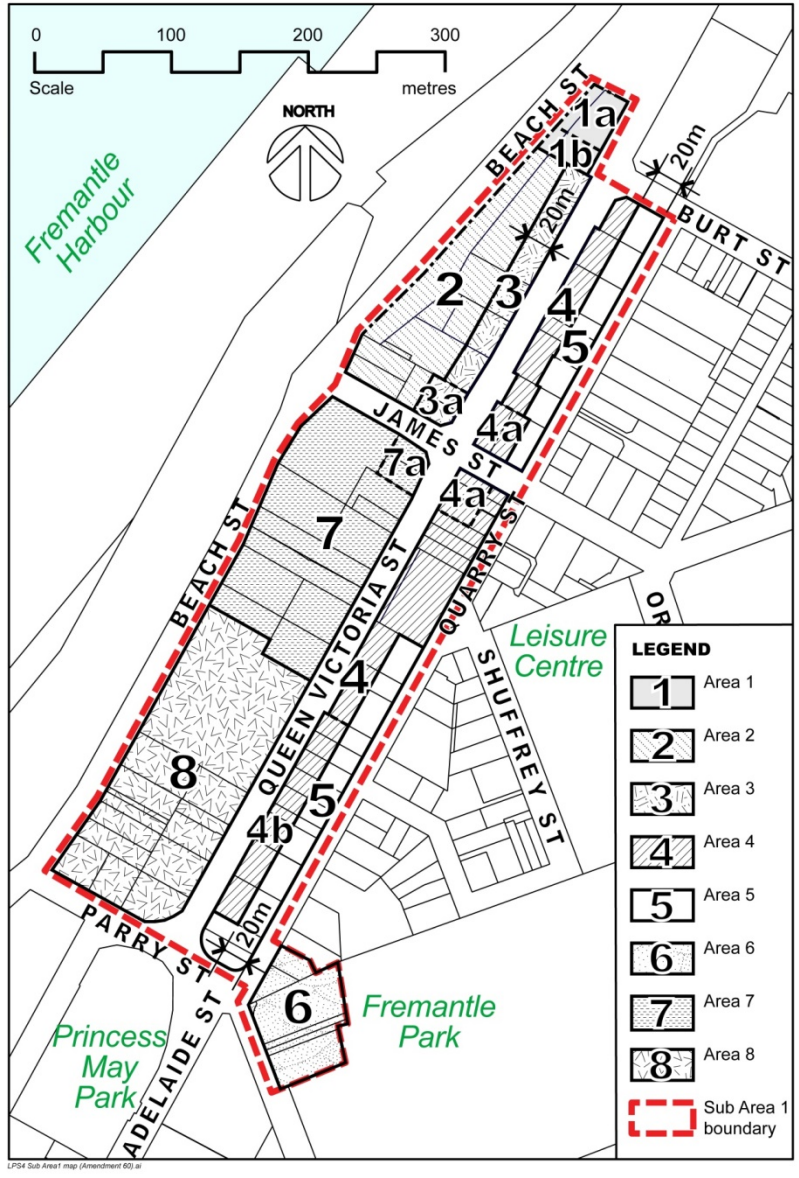 0 100 200 300
Scale metres
NORTH
Fremantle
Harbour
BEACH ST
1a
1b
20m
20m
BURT ST
2
3
4
5
3a
4a
JAMES ST
7a
4a
7
BEACH ST
QUEEN VICTORIA ST
QUARRY S
OR
Leisure
Centre
SHUFFREY ST
4
8
5
4b
PARRY ST
20m
6
Fremantle
Park
Princess
May
Park
ADELAIDE ST
LEGEND
1 Area 1
2 Area 2
3 Area 3
4 Area 4
5 Area 5
6 Area 6
7 Area 7
8 Area 8
Sub Area 1
boundary
LPS4 Sub Area1 map (Amendment 60).ai